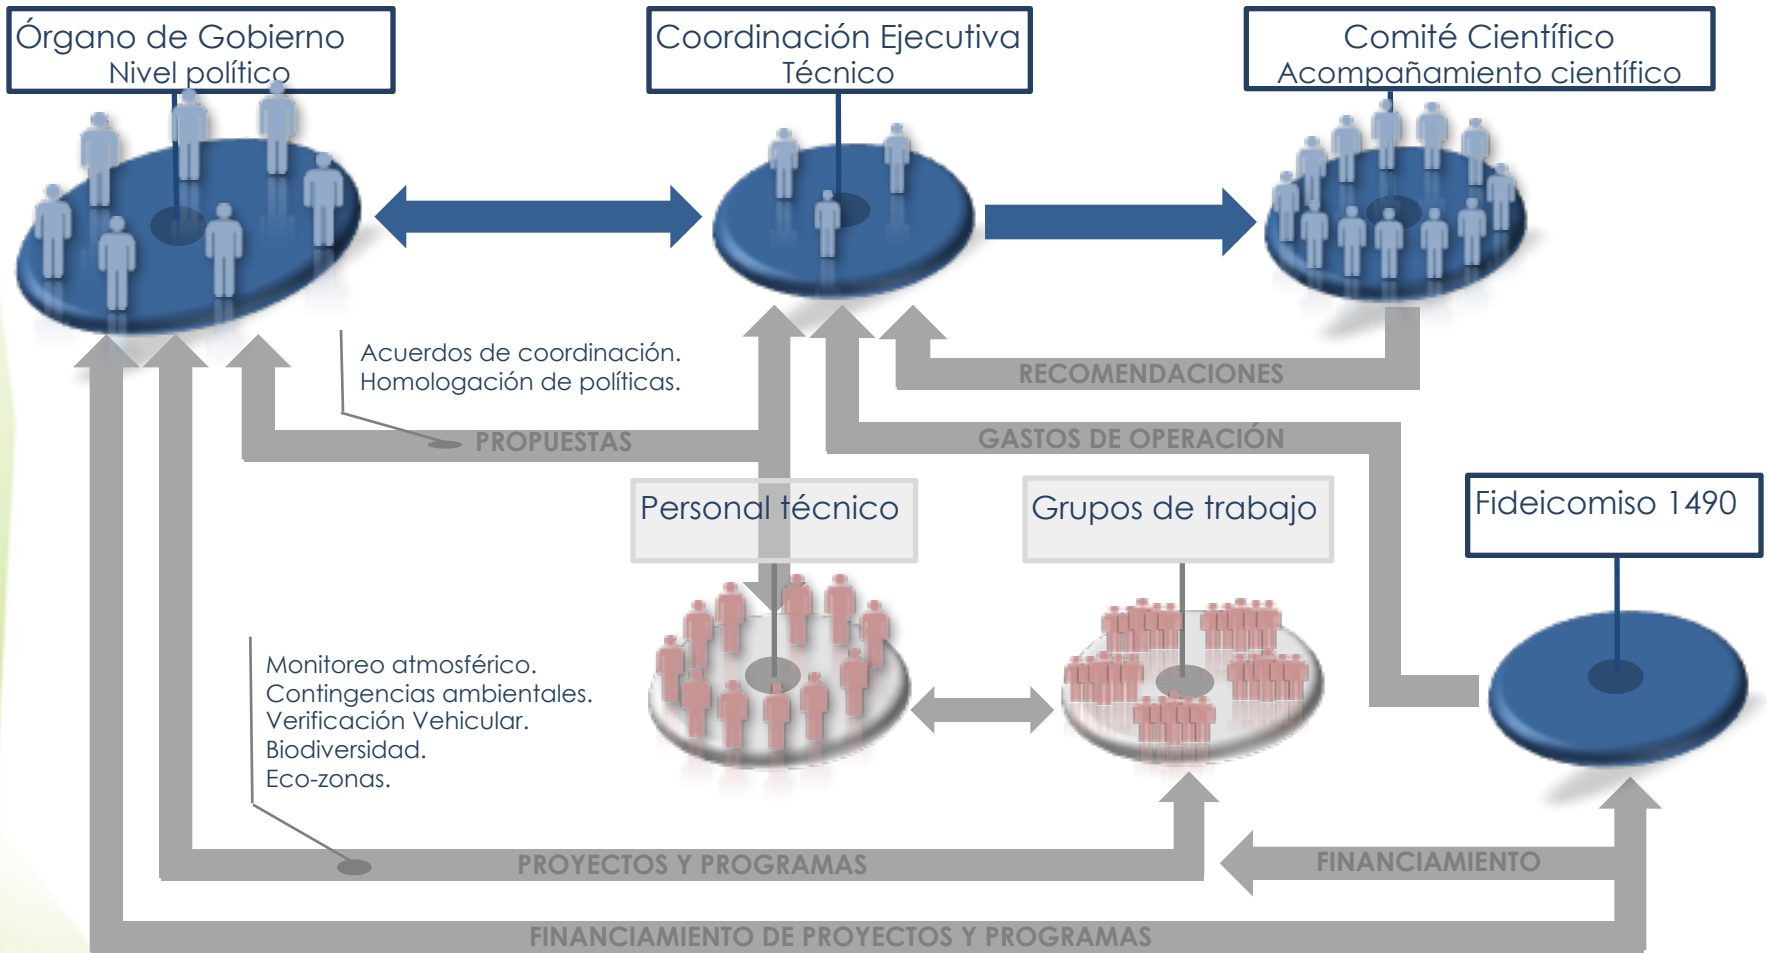 Órgano de Gobierno
Nivel político
Coordinación Ejecutiva
Técnico
Comité Científico
Acompañamiento científico
Acuerdos de coordinación.
Homologación de políticas.
RECOMENDACIONES
PROPUESTAS
GASTOS DE OPERACIÓN
Personal técnico
Grupos de trabajo
Fideicomiso 1490
Monitoreo atmosférico.
Contingencias ambientales.
Verificación Vehicular.
Biodiversidad.
Eco-zonas.
PROYECTOS Y PROGRAMAS
FINANCIAMIENTO
FINANCIAMIENTO DE PROYECTOS Y PROGRAMAS